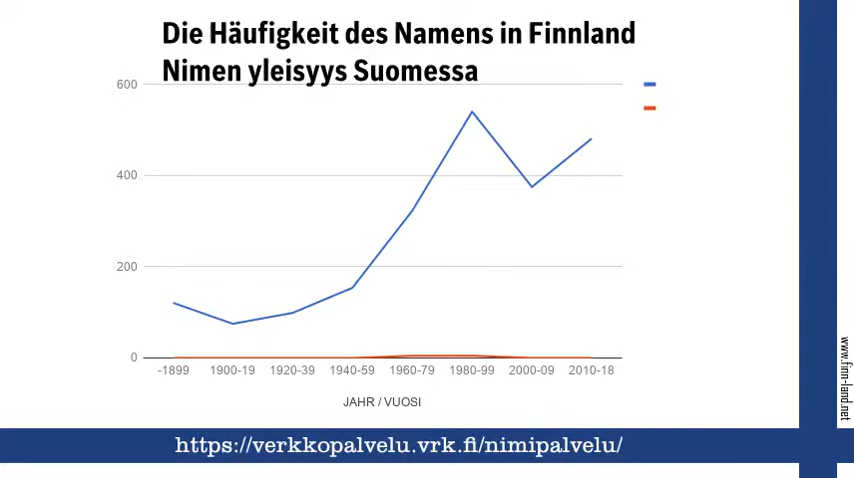 Die Häufigkeit des Namens in Finnland
Nimen yleisyys Suomessa
600
400
200
0
-1899 1900-19 1920-39 1940-59 1960-79 1980-99 2000-09 2010-18
JAHR / VUOSI
www.finn-land.net
https://verkkopalvelu.vrk.fi/nimipalvelu/